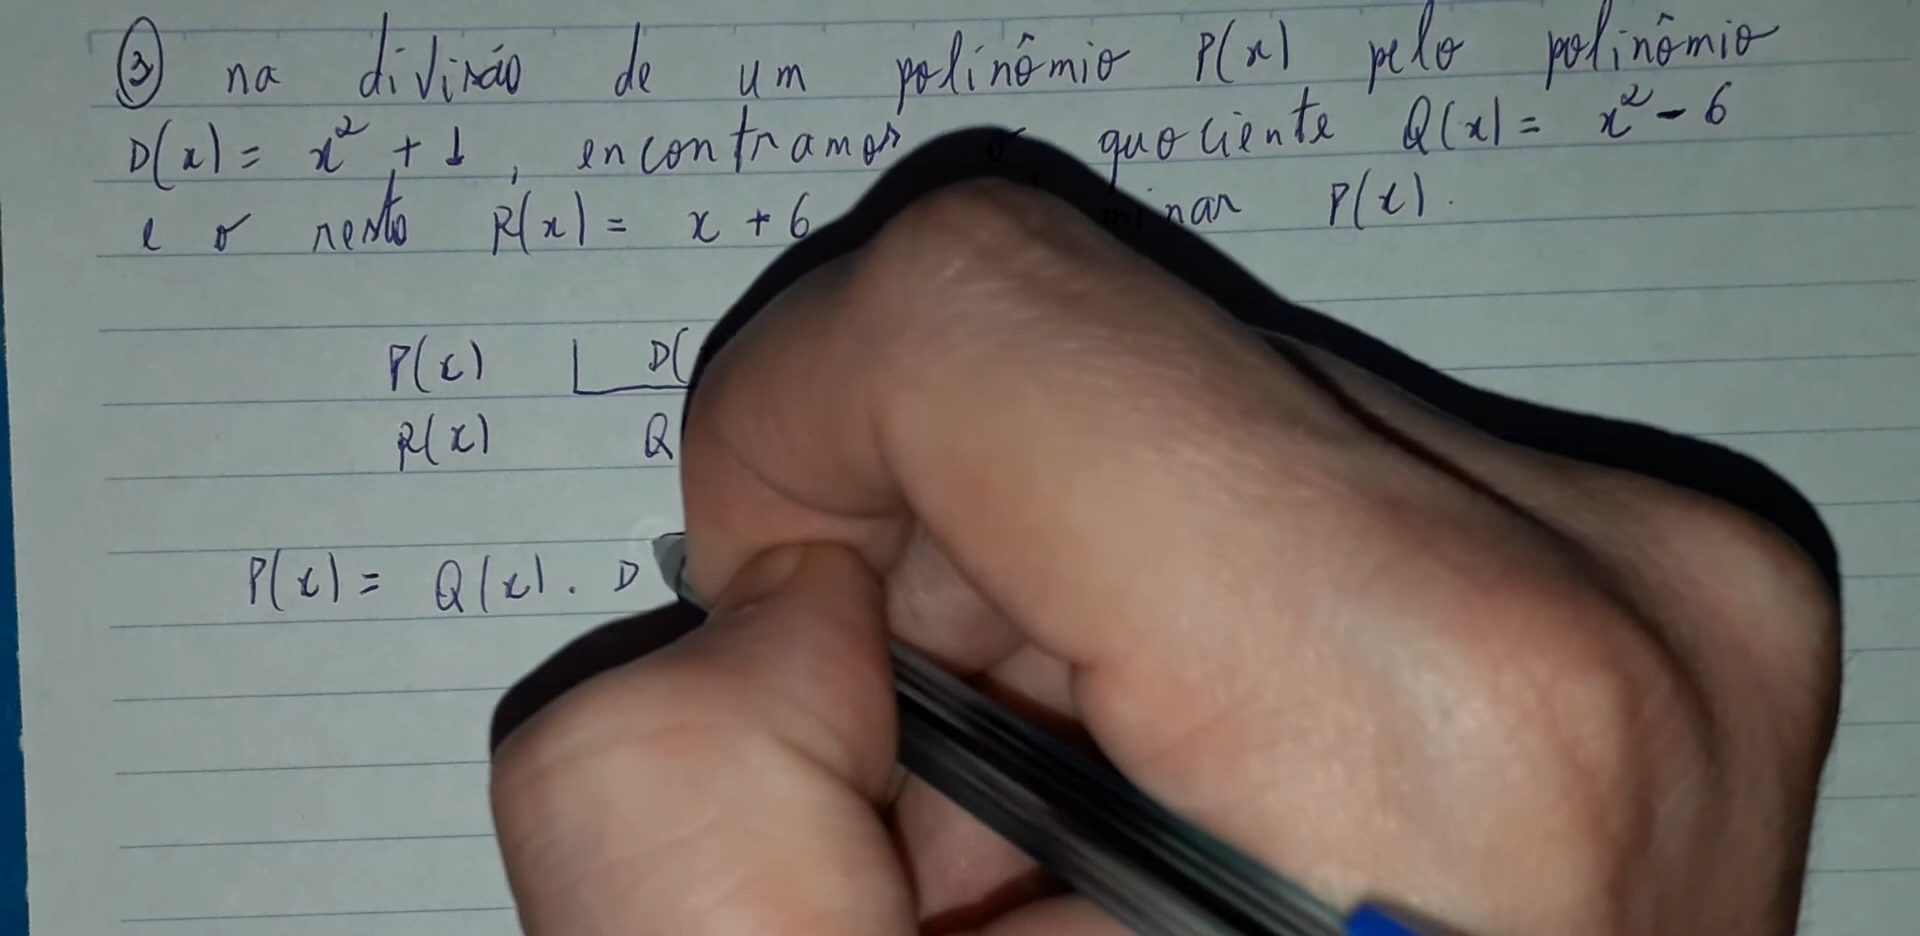 ③ na divisão de um polinômio P(x) pelo polinômio
D(x) = x² + 1, encontramos o quociente Q(x) = x² - 6
e o resto R(x) = x + 6 P(x).
P(x) D(
R(x) Q
P(x) = Q(x) . D